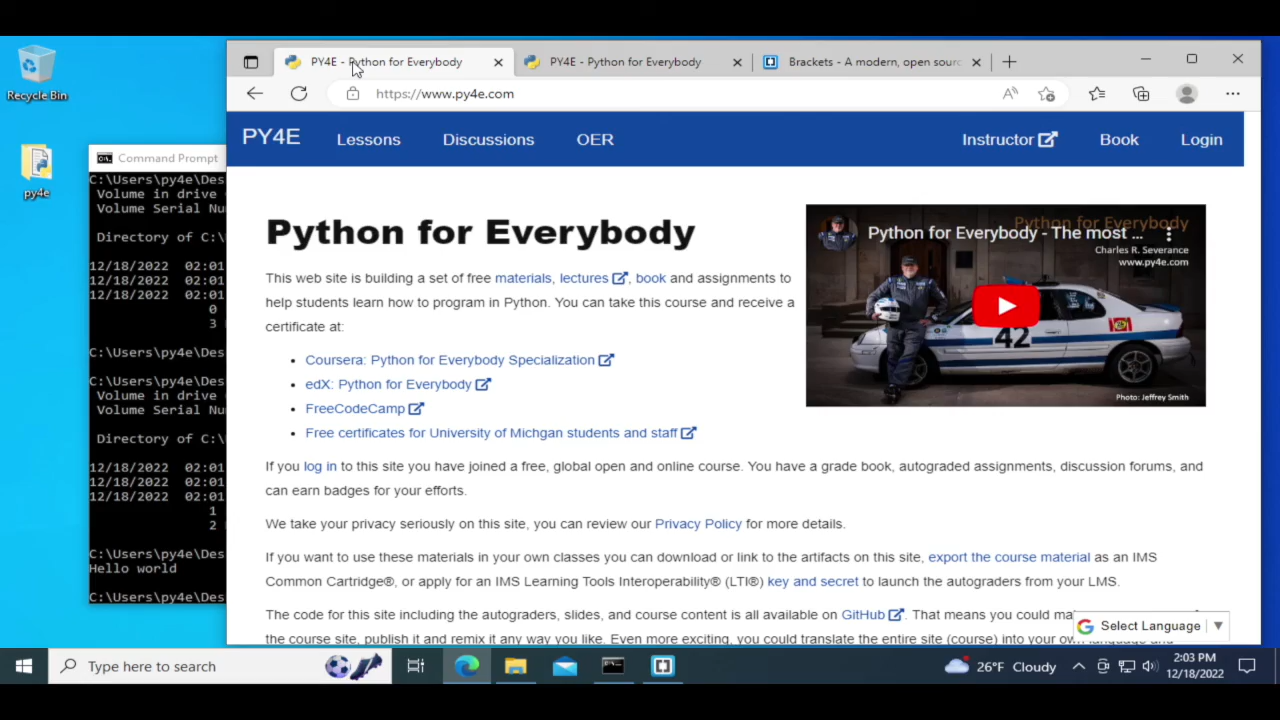 Recycle Bin
py4e
Command Prompt
C:\Users\py4e\Des
Volume in drive
Volume Serial Nu
Directory of C:\
12/18/2022 02:01
12/18/2022 02:01
12/18/2022 02:01
0
3
C:\Users\py4e\Des
C:\Users\py4e\Des
Volume in drive
Volume Serial Nu
Directory of C:\
12/18/2022 02:01
12/18/2022 02:01
12/18/2022 02:01
1
2
C:\Users\py4e\Des
Hello world
C:\Users\py4e\Des
PY4E - Python for Everybody
PY4E - Python for Everybody
Brackets - A modern, open sourc
https://www.py4e.com
PY4E Lessons Discussions OER Instructor Book Login
Python for Everybody
This web site is building a set of free materials, lectures, book and assignments to
help students learn how to program in Python. You can take this course and receive a
certificate at:
• Coursera: Python for Everybody Specialization
• edX: Python for Everybody
• FreeCodeCamp
• Free certificates for University of Michgan students and staff
Python for Everybody
Python for Everybody - The most ...
Charles R. Severance
www.py4e.com
42
Photo: Jeffrey Smith
If you log in to this site you have joined a free, global open and online course. You have a grade book, autograded assignments, discussion forums, and
can earn badges for your efforts.
We take your privacy seriously on this site, you can review our Privacy Policy for more details.
If you want to use these materials in your own classes you can download or link to the artifacts on this site, export the course material as an IMS
Common Cartridge®, or apply for an IMS Learning Tools Interoperability® (LTI®) key and secret to launch the autograders from your LMS.
The code for this site including the autograders, slides, and course content is all available on GitHub. That means you could ma
the course site, publish it and remix it any way you like. Even more exciting, you could translate the entire site (course) into your own language and
Select Language
Type here to search
26°F Cloudy
2:03 PM
12/18/2022